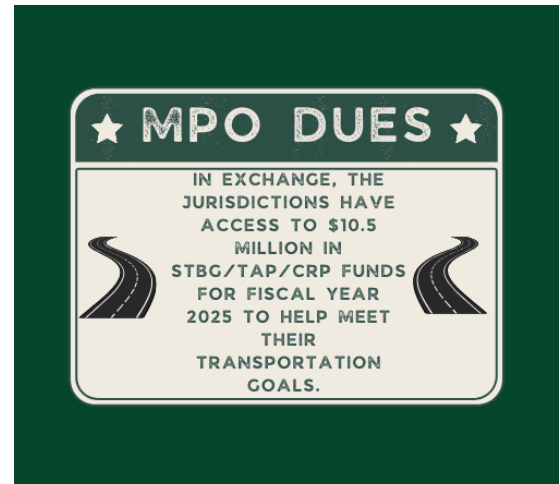 MPO DUES
IN EXCHANGE, THE
JURISDICTIONS HAVE
ACCESS TO $10.5
MILLION IN
STBG/TAP/CRP FUNDS
FOR FISCAL YEAR
2025 TO HELP MEET
THEIR
TRANSPORTATION
GOALS.